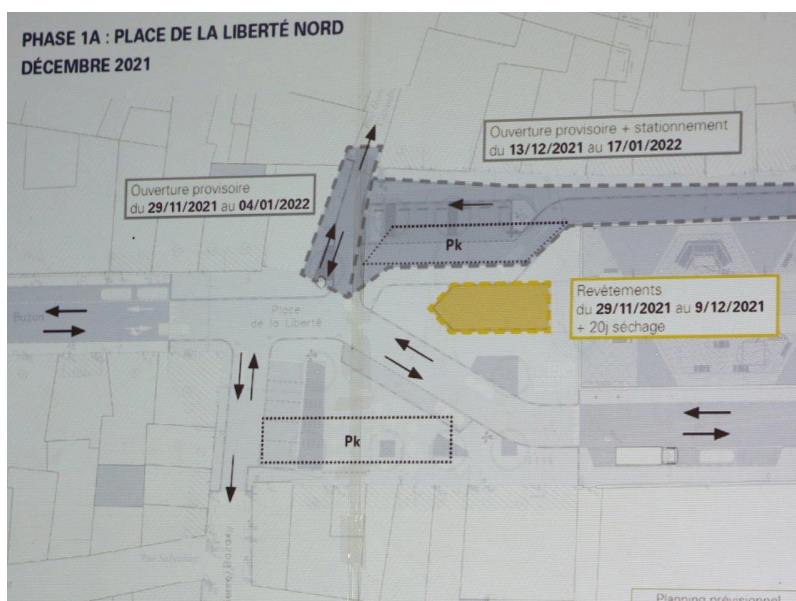 PHASE 1A : PLACE DE LA LIBERTÉ NORD
DÉCEMBRE 2021
Ouverture provisoire + stationnement
du 13/12/2021 au 17/01/2022
Ouverture provisoire
du 29/11/2021 au 04/01/2022
Pk
Revêtements
du 29/11/2021 au 9/12/2021
+ 20j séchage
Buzon
Place
de la Liberté
Pk
Planning prévisionnel